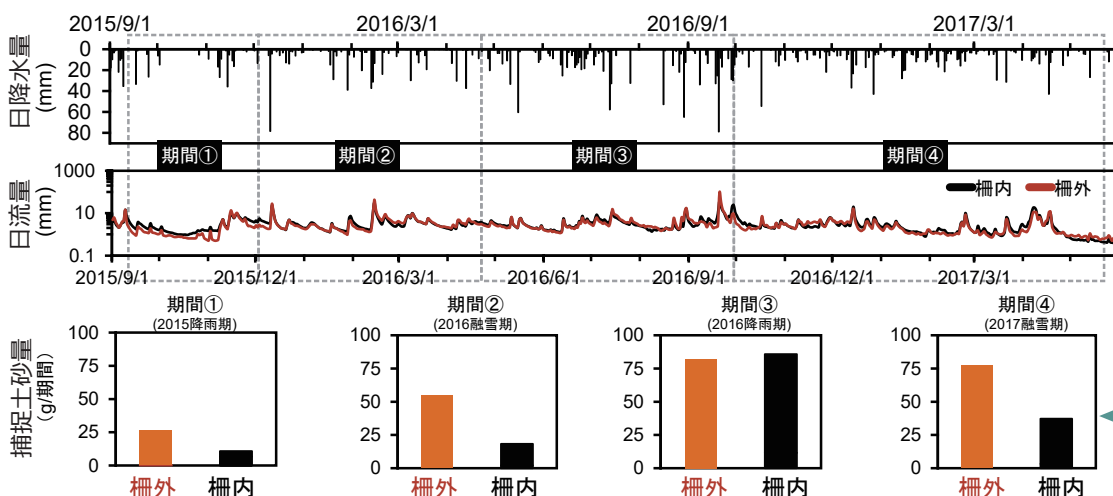 2015/9/1 2016/3/1 2016/9/1 2017/3/1
日降水量
(mm)
0
20
40
60
80
期間① 期間② 期間③ 期間④
日流量
(mm)
1000
10
0.1
柵内 柵外
2015/9/1 2015/12/1 2016/3/1 2016/6/1 2016/9/1 2016/12/1 2017/3/1
期間① 期間② 期間③ 期間④
(2015降雨期) (2016融雪期) (2016降雨期) (2017融雪期)
捕捉土砂量
(g/期間)
100 100 100 100
75 75 75 75
50 50 50 50
25 25 25 25
0 0 0 0
柵外 柵内 柵外 柵内 柵外 柵内 柵外 柵内